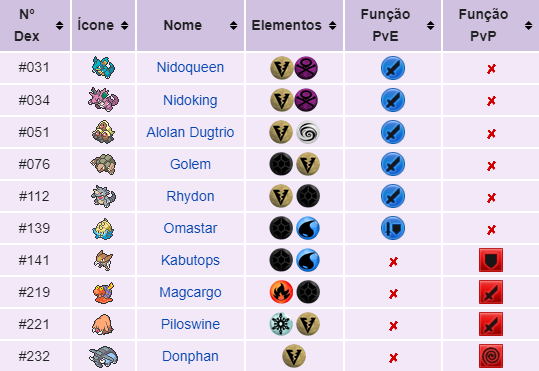 Nº Dex Ícone Nome Elementos Função PvE Função PvP
#031 Nidoqueen
#034 Nidoking
#051 Alolan Dugtrio
#076 Golem
#112 Rhydon
#139 Omastar
#141 Kabutops
#219 Magcargo
#221 Piloswine
#232 Donphan